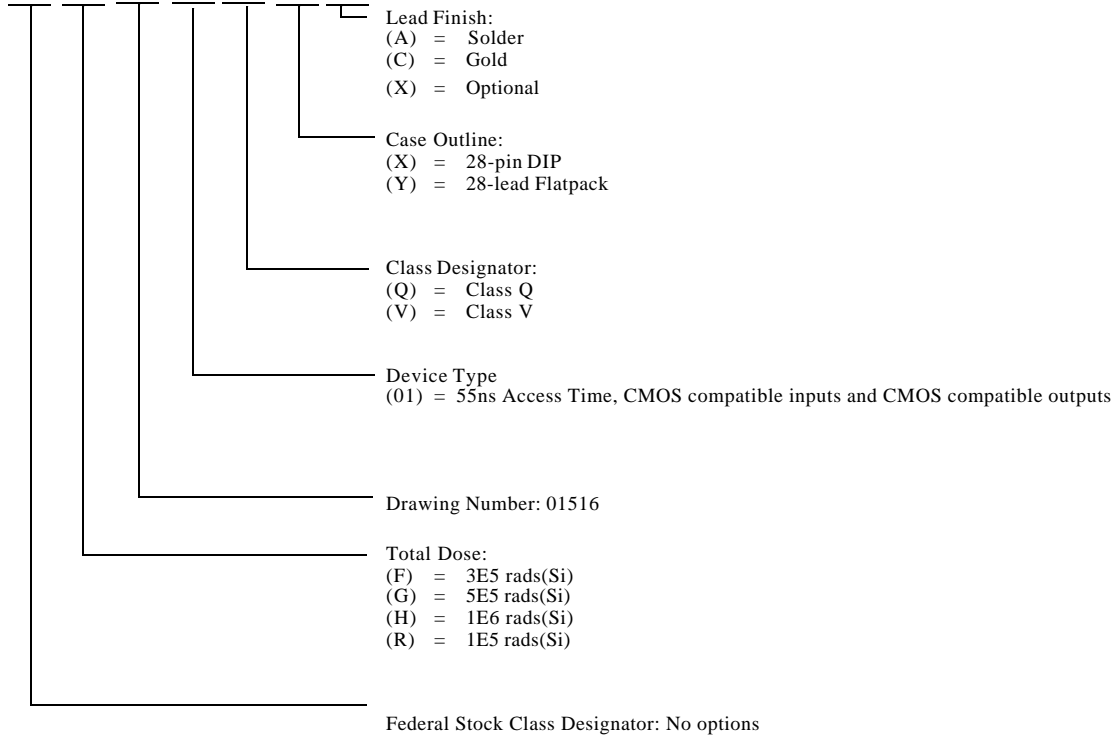 Lead Finish:
(A) = Solder
(C) = Gold
(X) = Optional
Case Outline:
(X) = 28-pin DIP
(Y) = 28-lead Flatpack
Class Designator:
(Q) = Class Q
(V) = Class V
Device Type
(01) = 55ns Access Time, CMOS compatible inputs and CMOS compatible outputs
Drawing Number: 01516
Total Dose:
(F) = 3E5 rads(Si)
(G) = 5E5 rads(Si)
(H) = 1E6 rads(Si)
(R) = 1E5 rads(Si)
Federal Stock Class Designator: No options